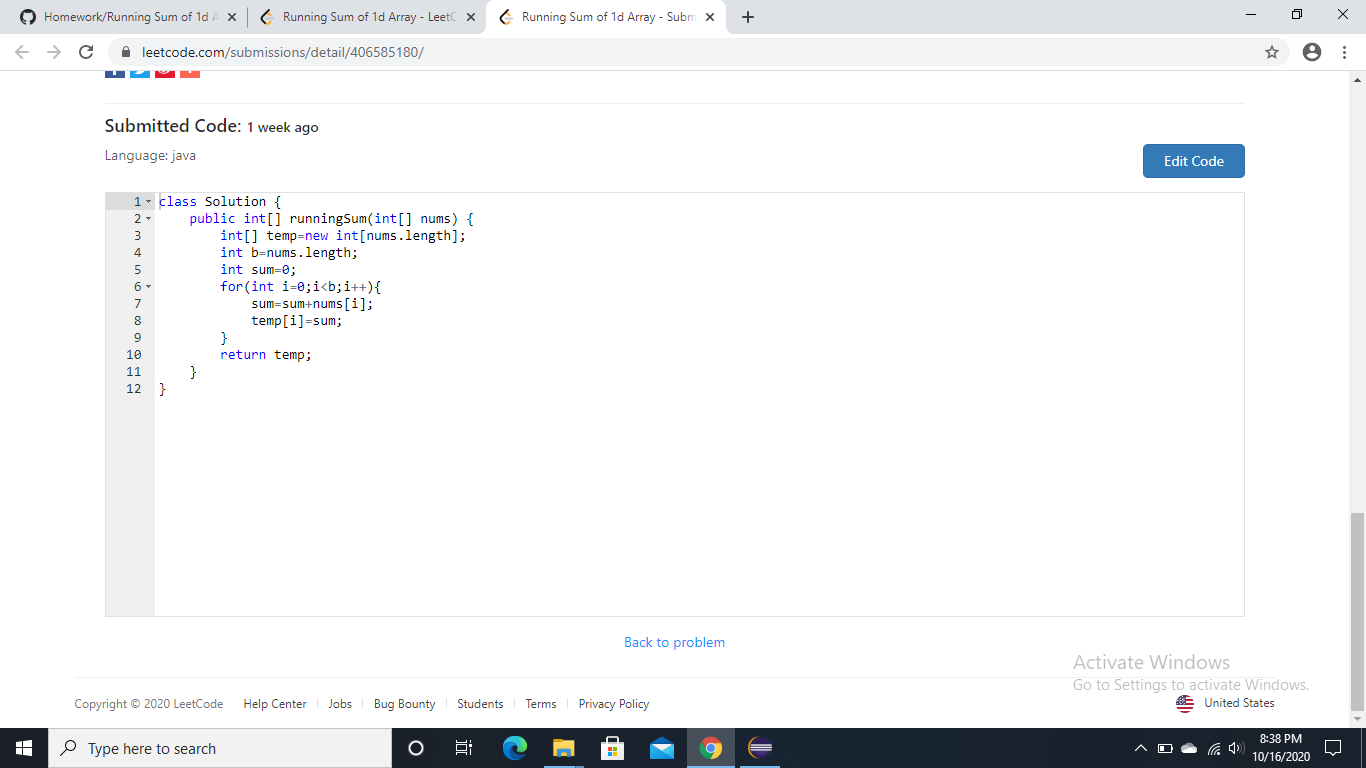 Homework/Running Sum of 1d A
Running Sum of 1d Array - LeetC
Running Sum of 1d Array - Subm
leetcode.com/submissions/detail/406585180/
Submitted Code: 1 week ago
Language: java
Edit Code
1 class Solution {
2 public int[] runningSum(int[] nums) {
3 int[] temp=new int[nums.length];
4 int b=nums.length;
5 int sum=0;
6 for(int i=0;i<b;i++){
7 sum=sum+nums[i];
8 temp[i]=sum;
9 }
10 return temp;
11 }
12 }
Back to problem
Activate Windows
Go to Settings to activate Windows.
Copyright © 2020 LeetCode Help Center Jobs Bug Bounty Students Terms Privacy Policy United States
Type here to search
8:38 PM
10/16/2020